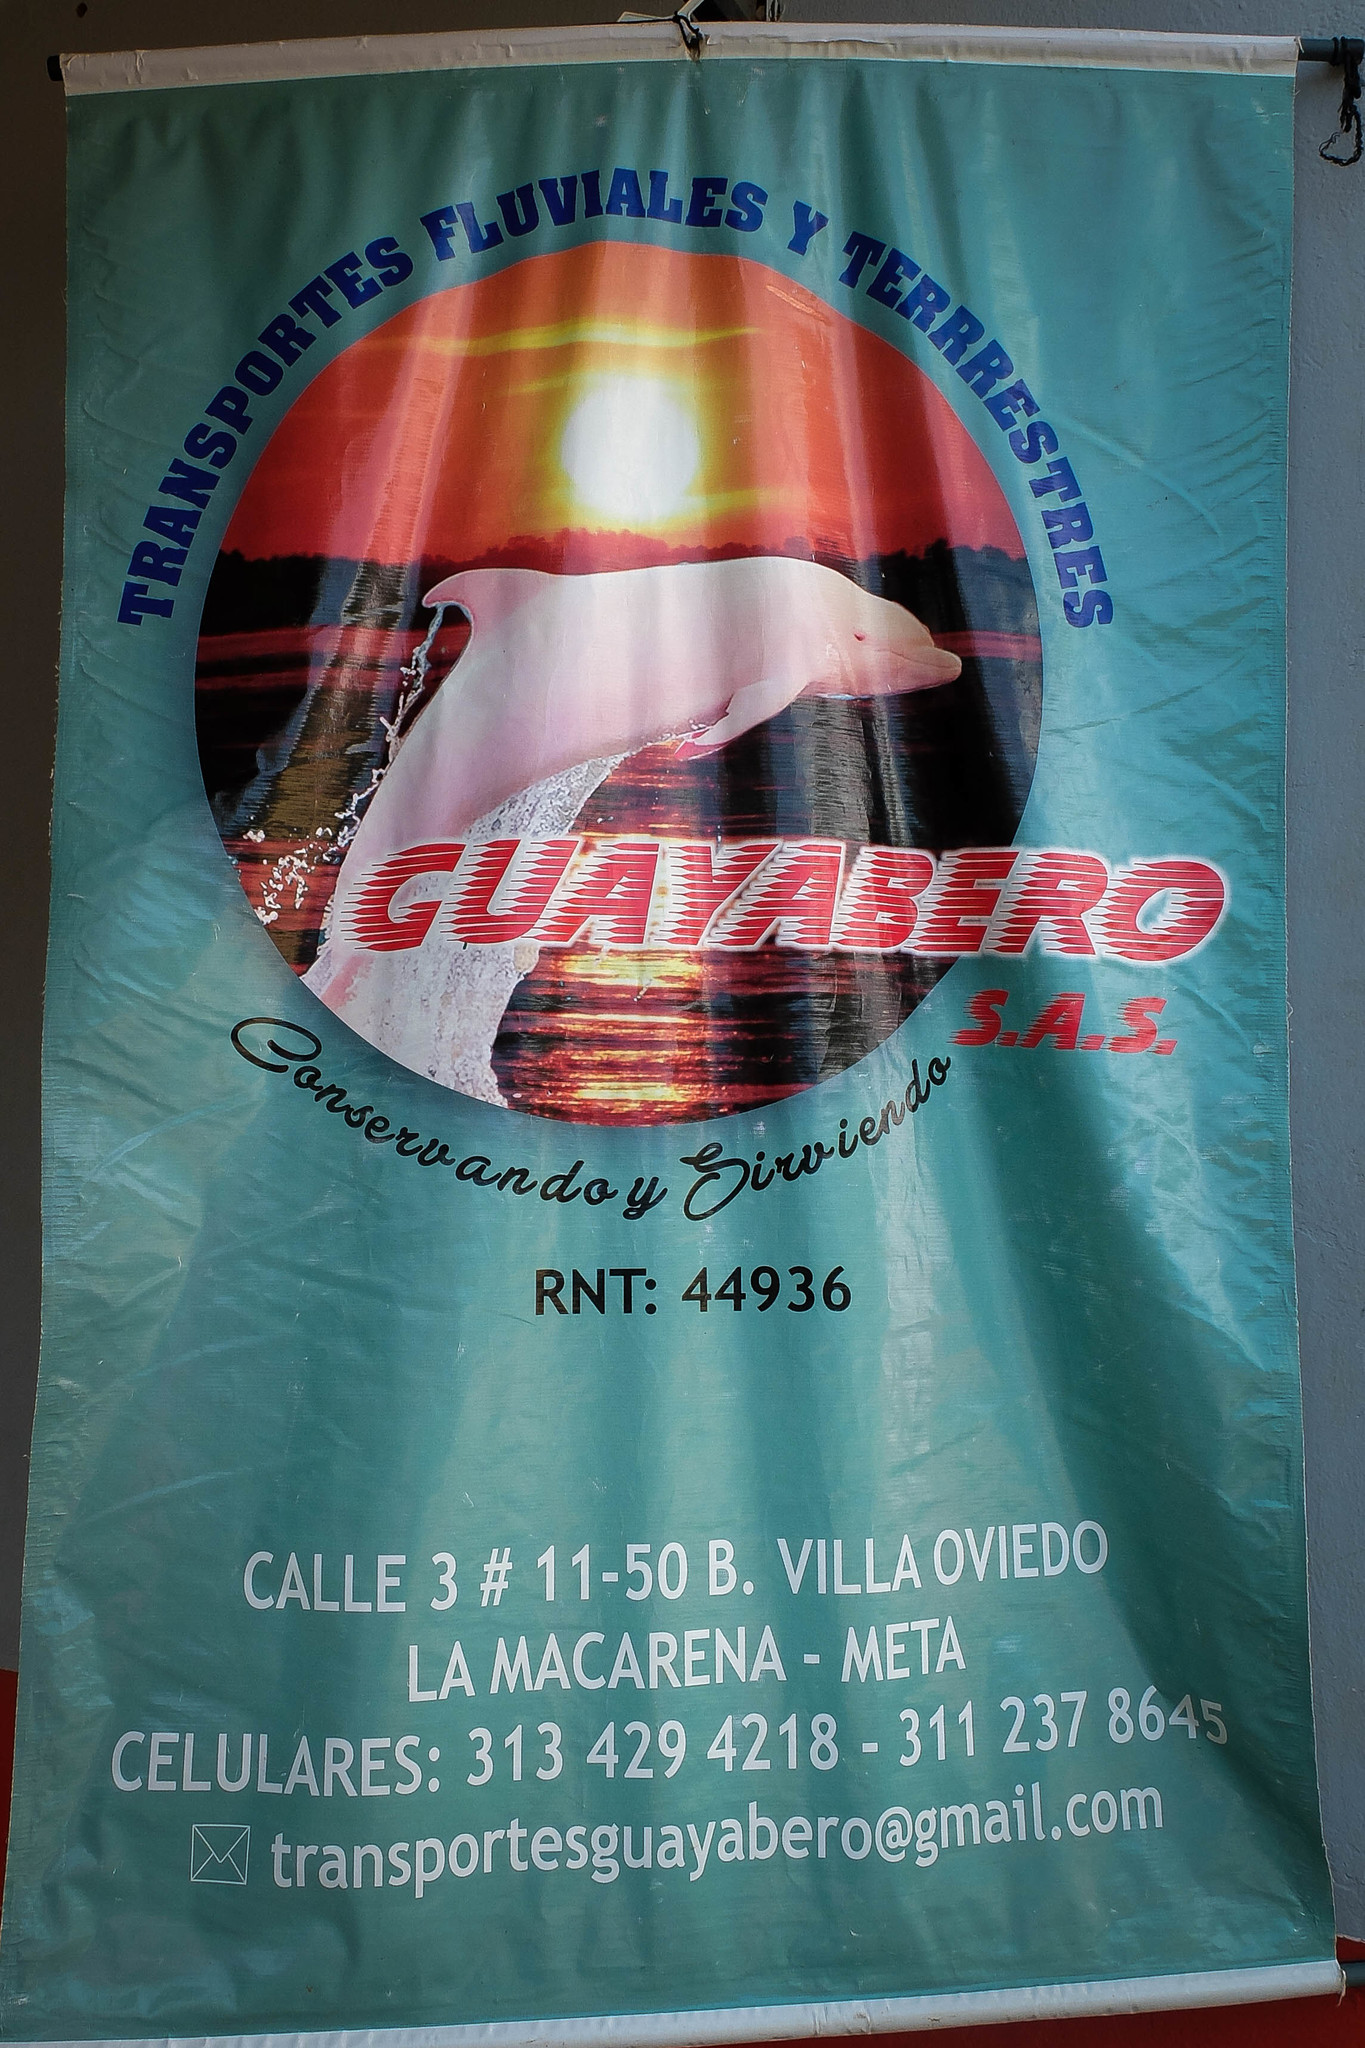 TRANSPORTES FLUVIALES Y TERRRESTRES
GUAYABERO
S.A.S.
Conservando y Sirviendo
RNT: 44936
CALLE 3 # 11-50 B. VILLA OVIEDO
LA MACARENA - META
CELULARES: 313 429 4218 - 311 237 8645
transportesguayabero@gmail.com